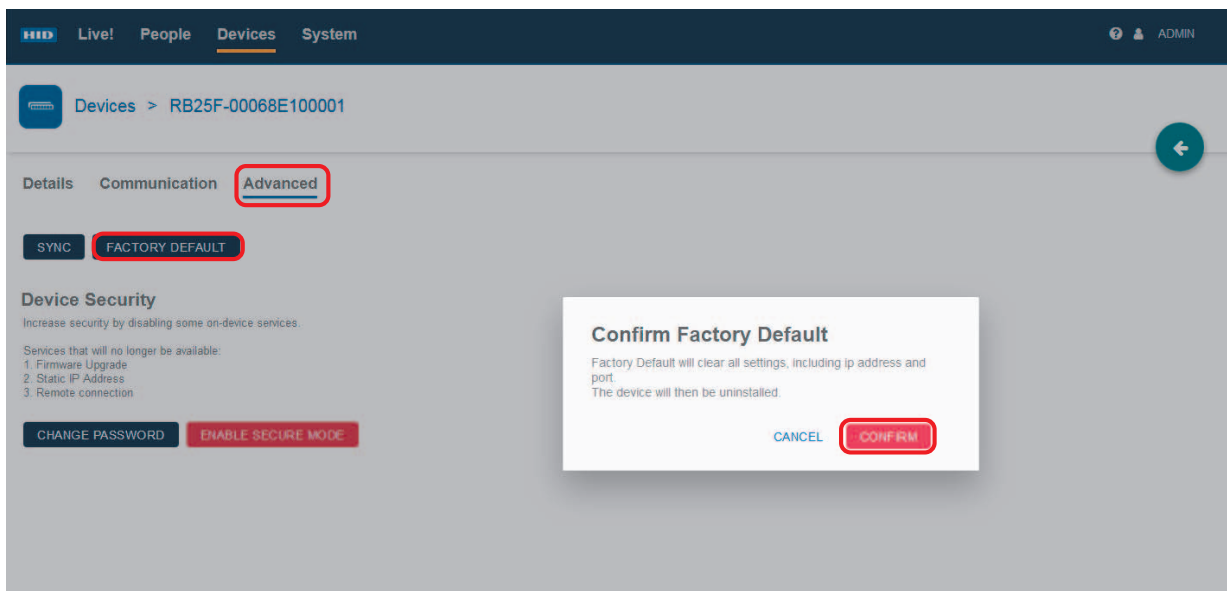 HID Live! People Devices System ADMIN
Devices > RB25F-00068E100001
Details Communication Advanced
SYNC FACTORY DEFAULT
Device Security
Increase security by disabling some on-device services.
Services that will no longer be available:
1. Firmware Upgrade
2. Static IP Address
3. Remote connection
CHANGE PASSWORD ENABLE SECURE MODE
Confirm Factory Default
Factory Default will clear all settings, including ip address and
port.
The device will then be uninstalled.
CANCEL CONFIRM